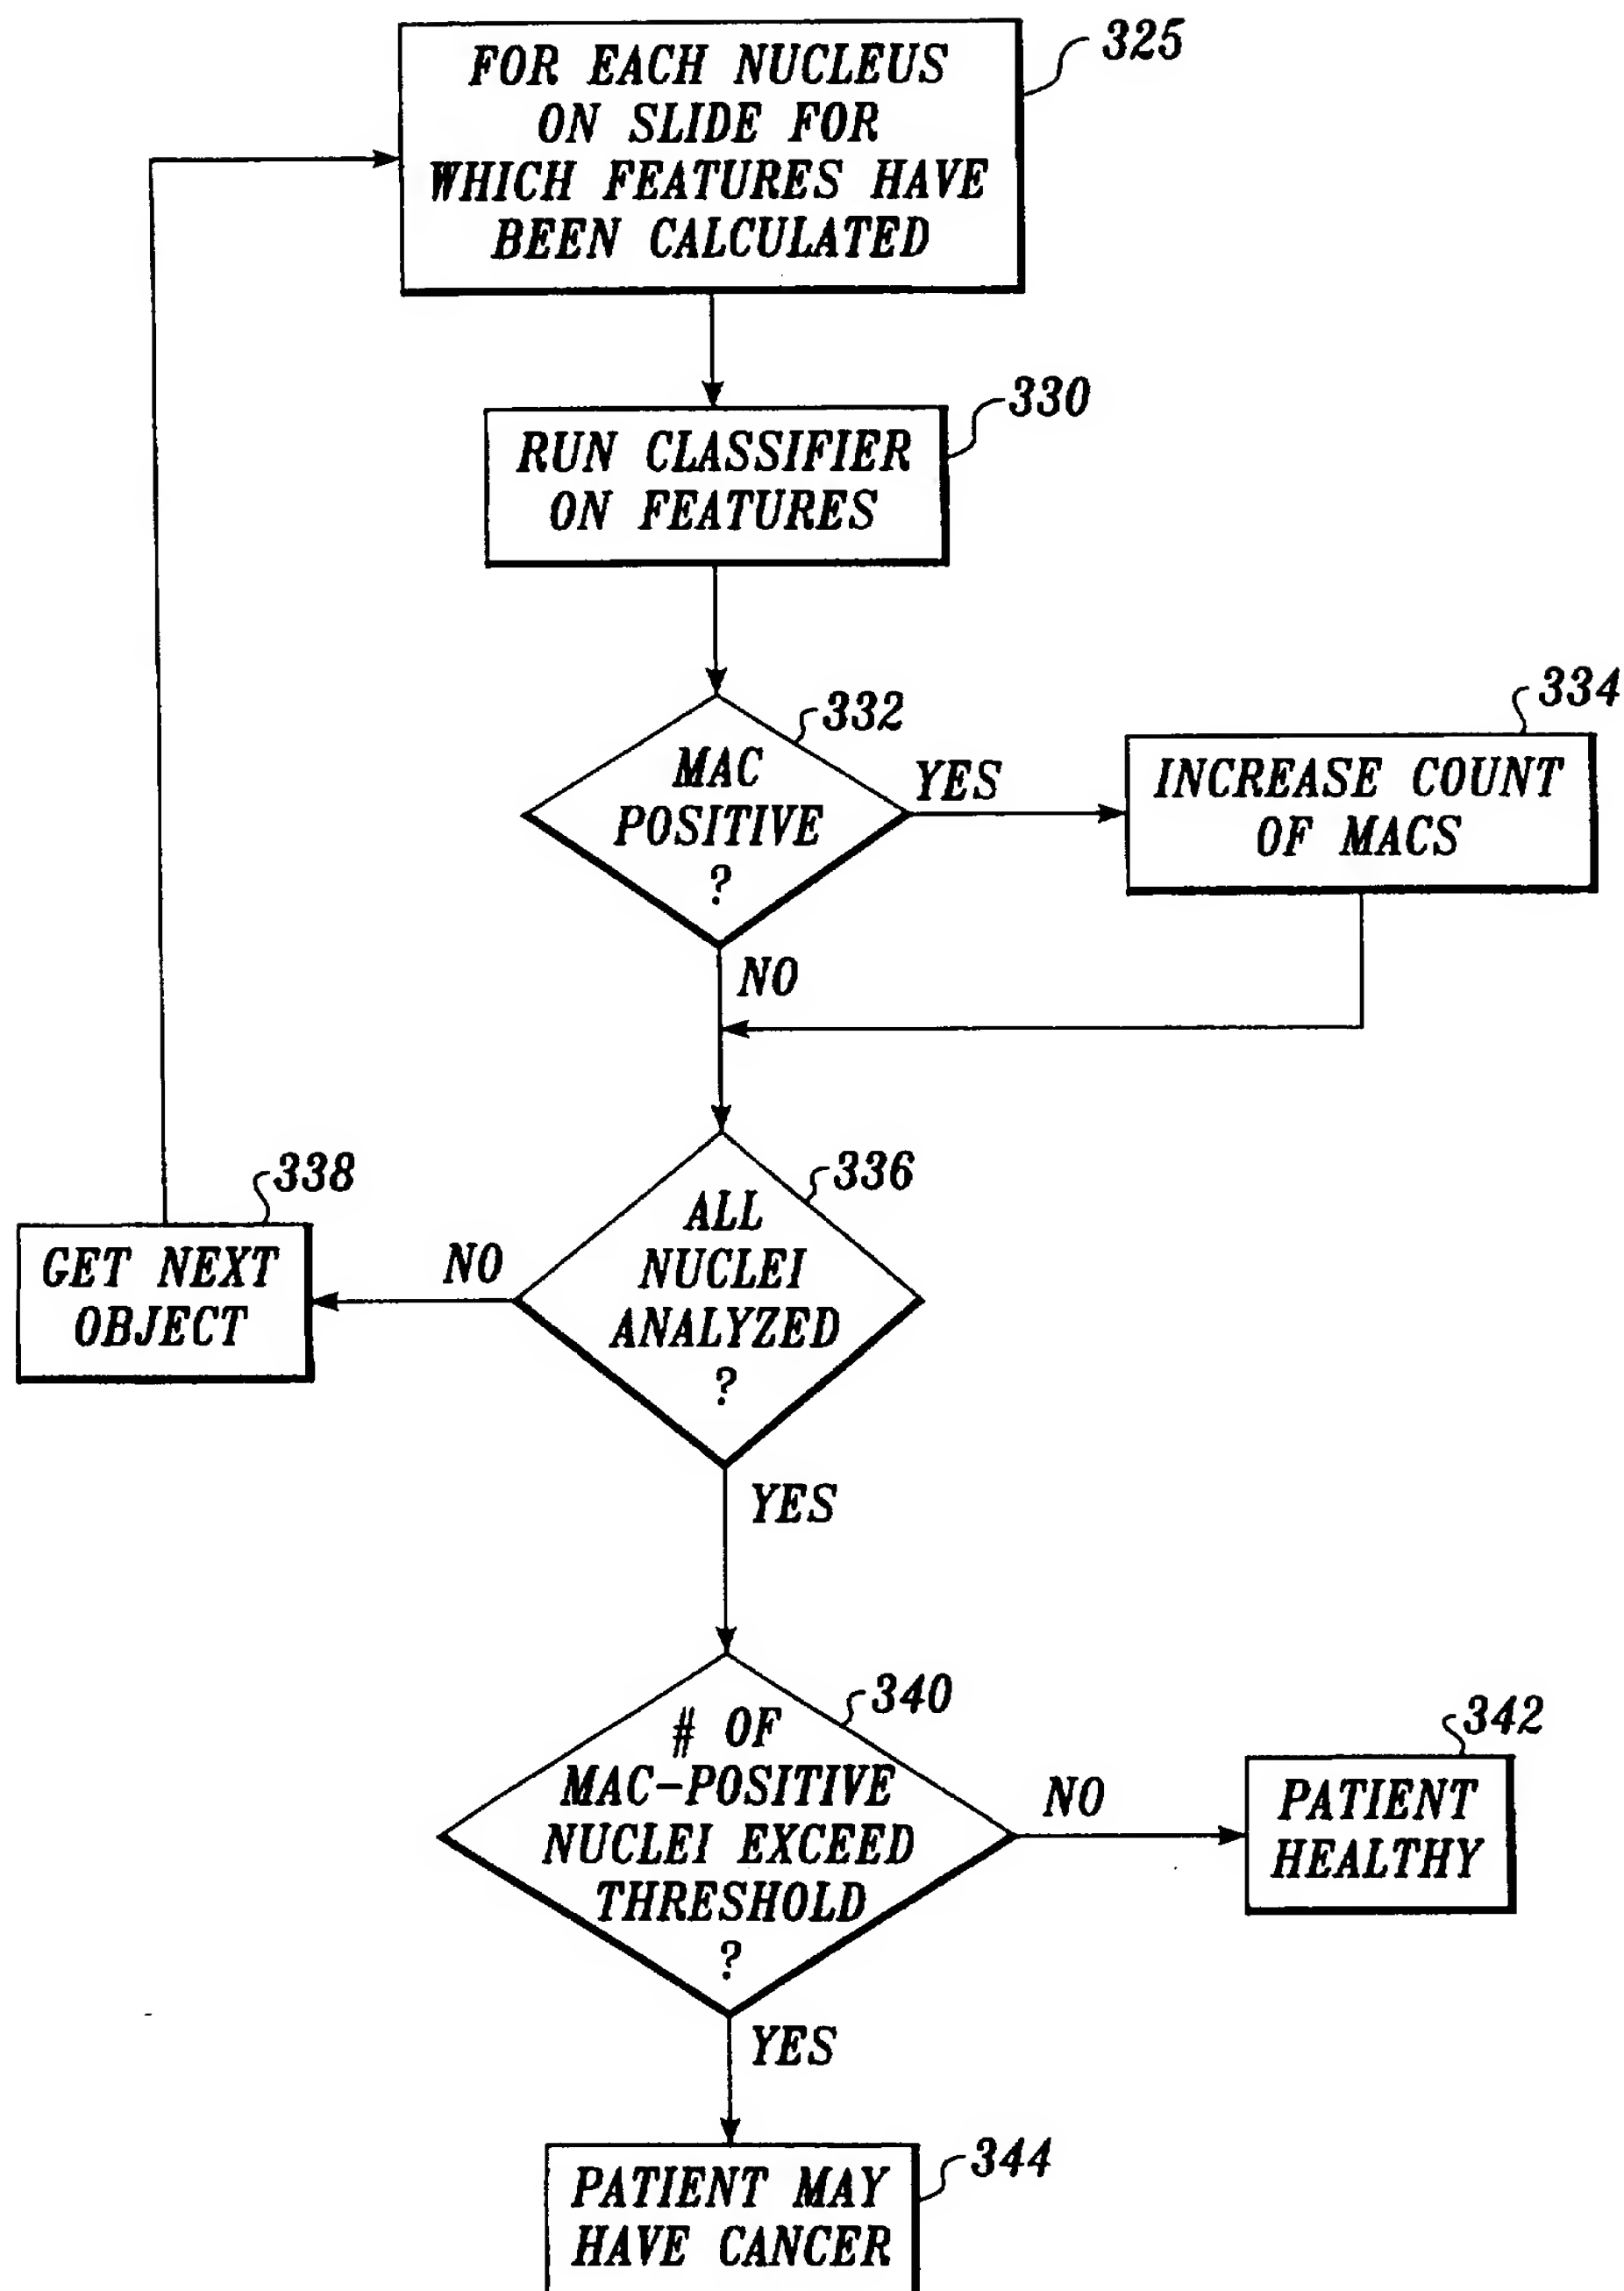 325
FOR EACH NUCLEUS
ON SLIDE FOR
WHICH FEATURES HAVE
BEEN CALCULATED
330
RUN CLASSIFIER
ON FEATURES
332
MAC
POSITIVE
?
YES
334
INCREASE COUNT
OF MACS
NO
336
ALL
NUCLEI
ANALYZED
?
NO
338
GET NEXT
OBJECT
YES
340
# OF
MAC-POSITIVE
NUCLEI EXCEED
THRESHOLD
?
NO
342
PATIENT
HEALTHY
YES
344
PATIENT MAY
HAVE CANCER